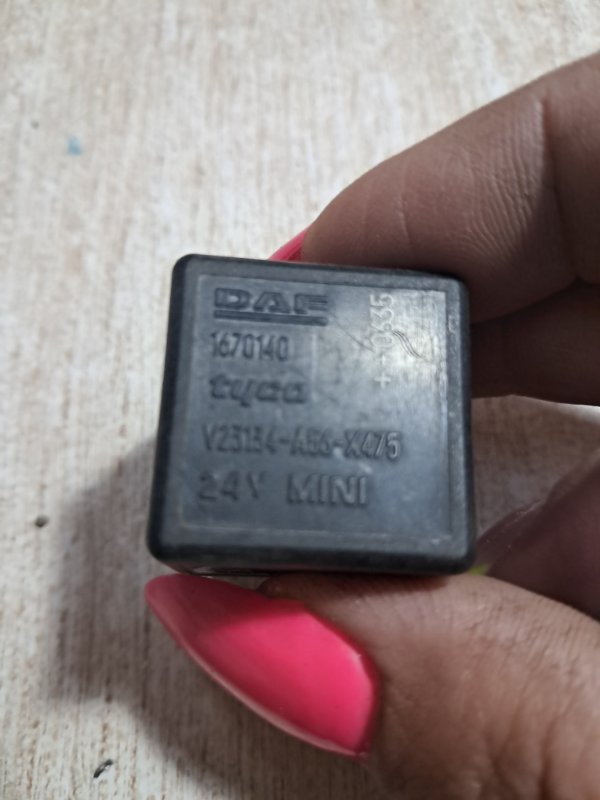 DAF
1670140
tyco
V23134-A56-X475
24V MINI